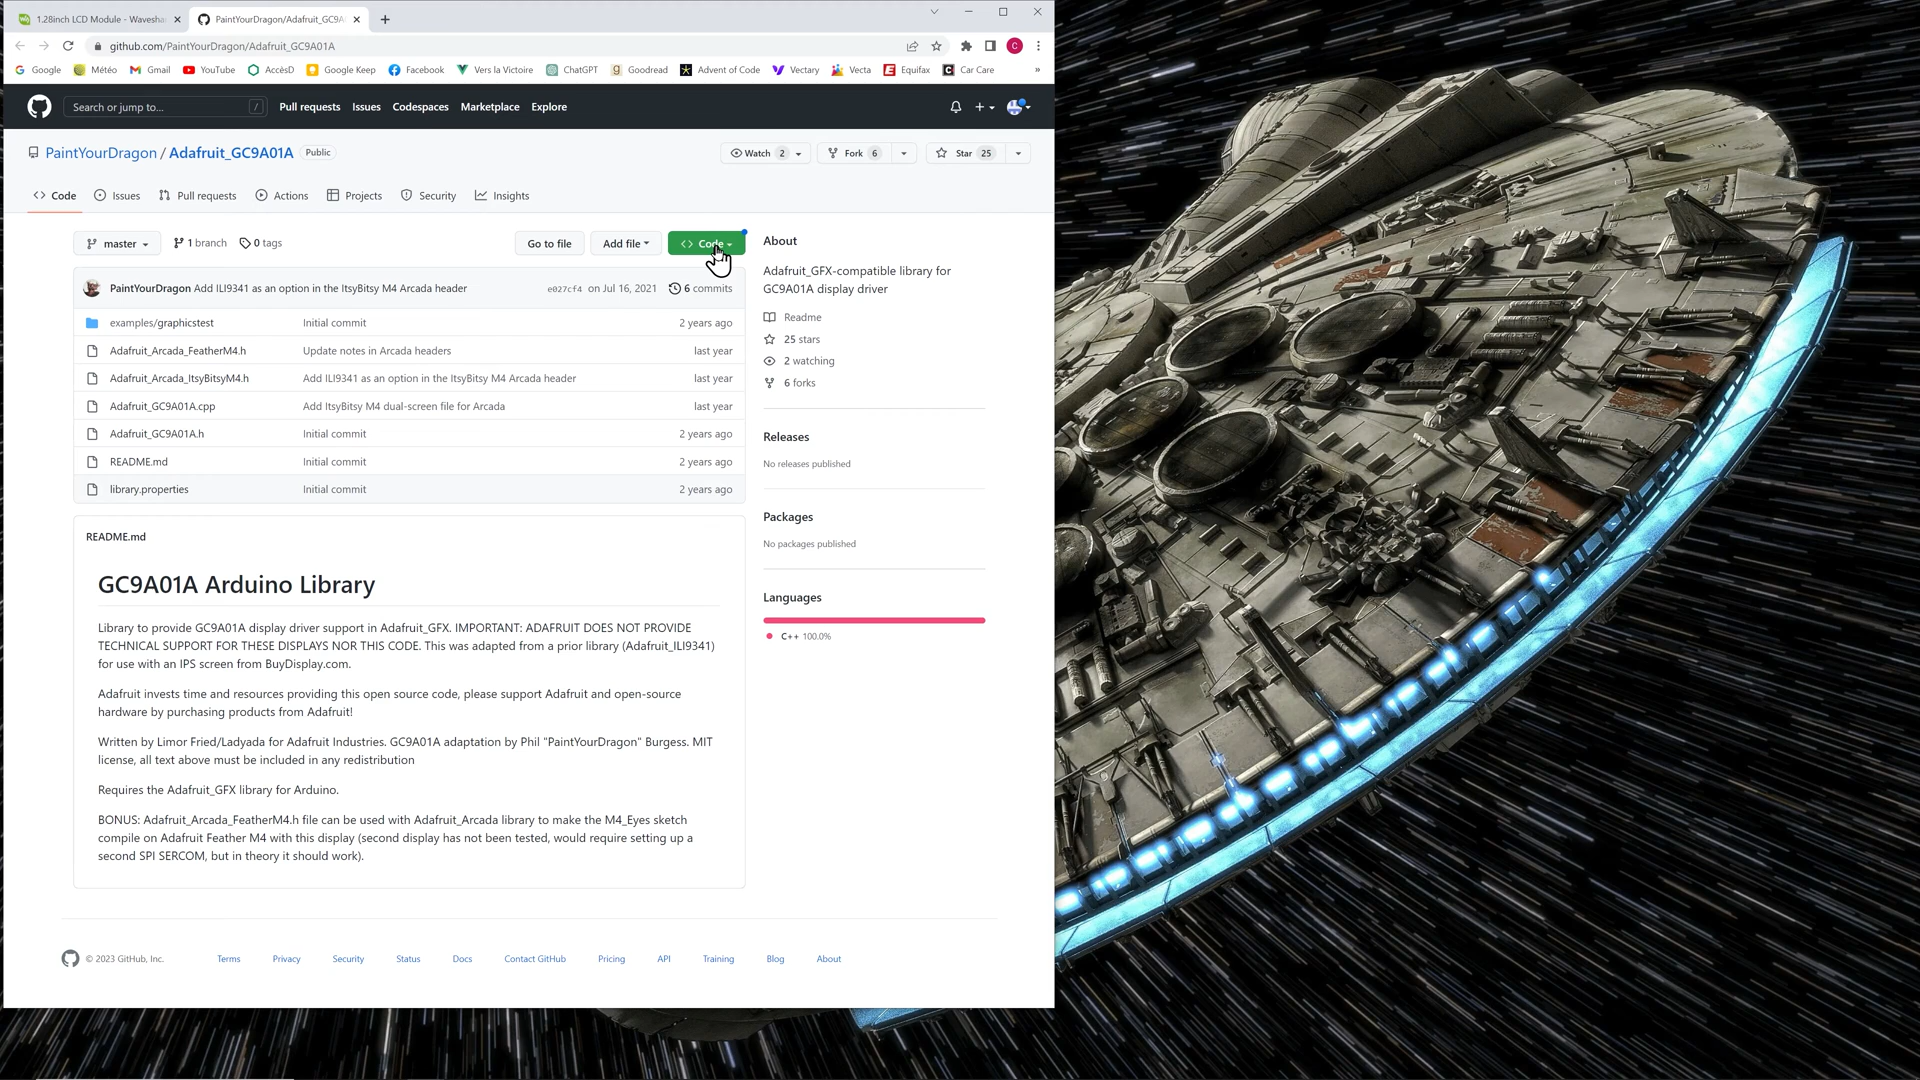 1.28inch LCD Module - Wavesha
PaintYourDragon/Adafruit_GC9A
github.com/PaintYourDragon/Adafruit_GC9A01A
Google
Météo
Gmail
YouTube
AccèsD
Google Keep
Facebook
Vers la Victoire
ChatGPT
Goodread
Advent of Code
Vectary
Vecta
Equifax
Car Care
»
C
Search or jump to...
/
Pull requests
Issues
Codespaces
Marketplace
Explore
PaintYourDragon / Adafruit_GC9A01A
Public
Watch 2
Fork 6
Star 25
Code
Issues
Pull requests
Actions
Projects
Security
Insights
master
1 branch
0 tags
Go to file
Add file
Code
PaintYourDragon Add ILI9341 as an option in the ItsyBitsy M4 Arcada header
e027cf4 on Jul 16, 2021
6 commits
examples/graphicstest Initial commit 2 years ago
Adafruit_Arcada_FeatherM4.h Update notes in Arcada headers last year
Adafruit_Arcada_ItsyBitsyM4.h Add ILI9341 as an option in the ItsyBitsy M4 Arcada header last year
Adafruit_GC9A01A.cpp Add ItsyBitsy M4 dual-screen file for Arcada last year
Adafruit_GC9A01A.h Initial commit 2 years ago
README.md Initial commit 2 years ago
library.properties Initial commit 2 years ago
README.md
GC9A01A Arduino Library
Library to provide GC9A01A display driver support in Adafruit_GFX. IMPORTANT: ADAFRUIT DOES NOT PROVIDE
TECHNICAL SUPPORT FOR THESE DISPLAYS NOR THIS CODE. This was adapted from a prior library (Adafruit_ILI9341)
for use with an IPS screen from BuyDisplay.com.
Adafruit invests time and resources providing this open source code, please support Adafruit and open-source
hardware by purchasing products from Adafruit!
Written by Limor Fried/Ladyada for Adafruit Industries. GC9A01A adaptation by Phil "PaintYourDragon" Burgess. MIT
license, all text above must be included in any redistribution
Requires the Adafruit_GFX library for Arduino.
BONUS: Adafruit_Arcada_FeatherM4.h file can be used with Adafruit_Arcada library to make the M4_Eyes sketch
compile on Adafruit Feather M4 with this display (second display has not been tested, would require setting up a
second SPI SERCOM, but in theory it should work).
About
Adafruit_GFX-compatible library for
GC9A01A display driver
Readme
25 stars
2 watching
6 forks
Releases
No releases published
Packages
No packages published
Languages
C++ 100.0%
© 2023 GitHub, Inc.
Terms
Privacy
Security
Status
Docs
Contact GitHub
Pricing
API
Training
Blog
About